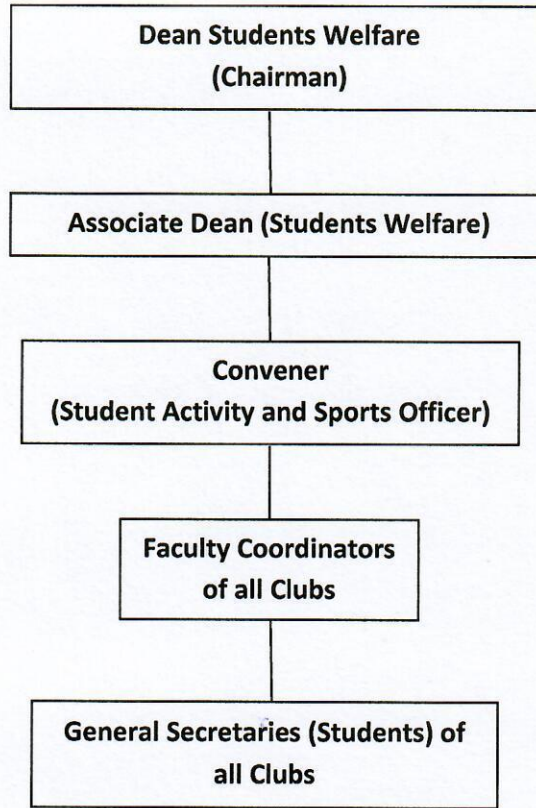 Dean Students Welfare
(Chairman)
Associate Dean (Students Welfare)
Convener
(Student Activity and Sports Officer)
Faculty Coordinators
of all Clubs
General Secretaries (Students) of
all Clubs